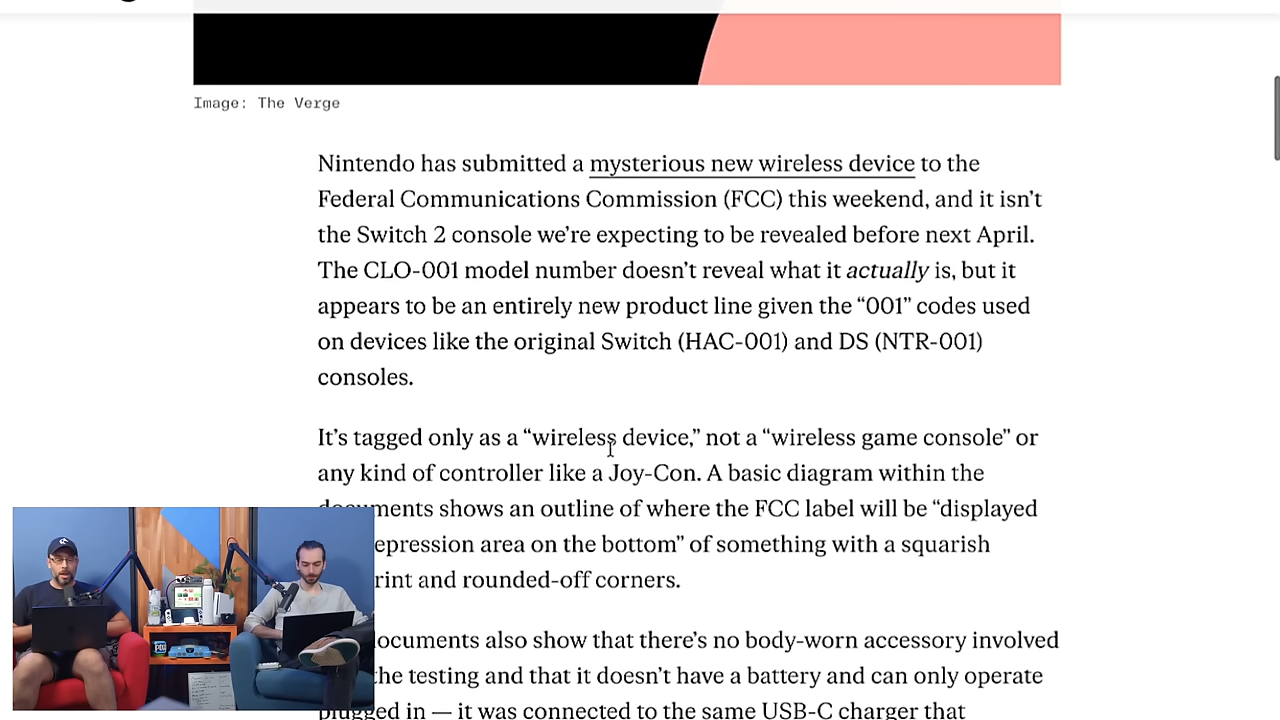 Image: The Verge
Nintendo has submitted a mysterious new wireless device to the
Federal Communications Commission (FCC) this weekend, and it isn’t
the Switch 2 console we’re expecting to be revealed before next April.
The CLO-001 model number doesn’t reveal what it actually is, but it
appears to be an entirely new product line given the “001” codes used
on devices like the original Switch (HAC-001) and DS (NTR-001)
consoles.
It’s tagged only as a “wireless device,” not a “wireless game console” or
any kind of controller like a Joy-Con. A basic diagram within the
documents shows an outline of where the FCC label will be “displayed
epression area on the bottom” of something with a squarish
rint and rounded-off corners.
ocuments also show that there’s no body-worn accessory involved
the testing and that it doesn’t have a battery and can only operate
plugged in — it was connected to the same USB-C charger that